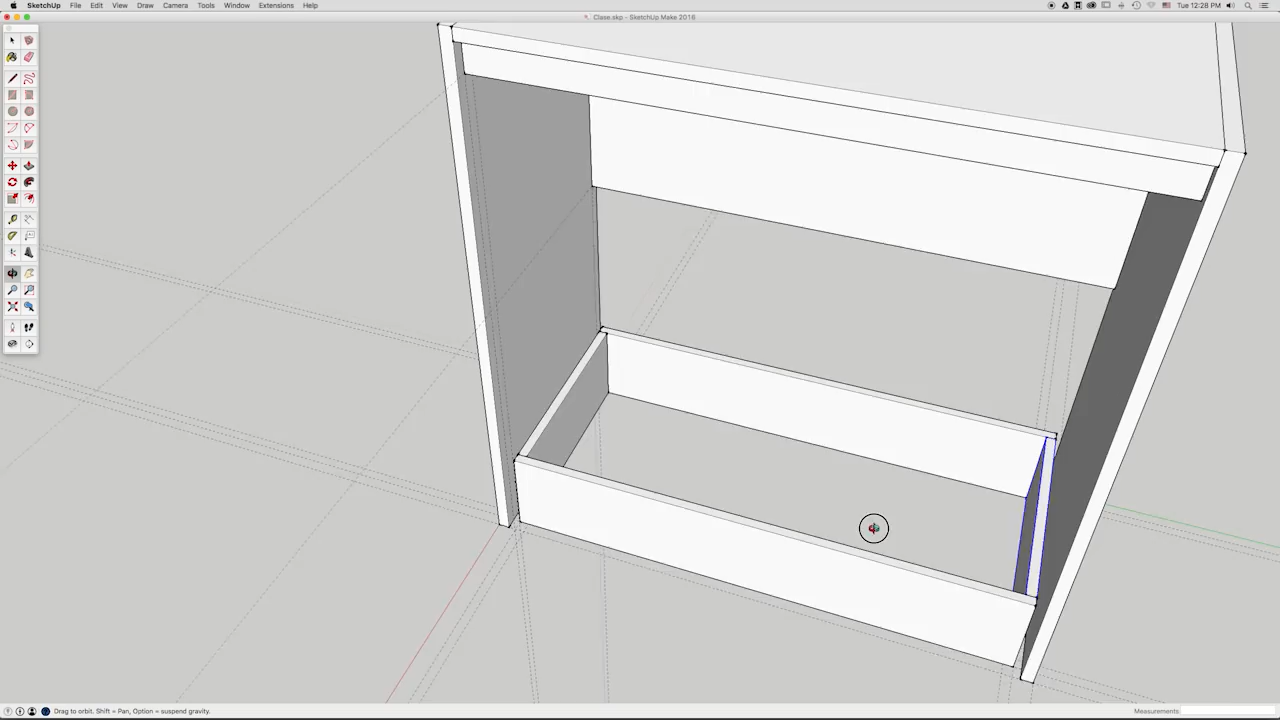 SketchUp File Edit View Draw Camera Tools Window Extensions Help Tue 12:28 PM
Clase.skp - SketchUp Make 2016
Drag to orbit. Shift = Pan, Option = suspend gravity. Measurements: